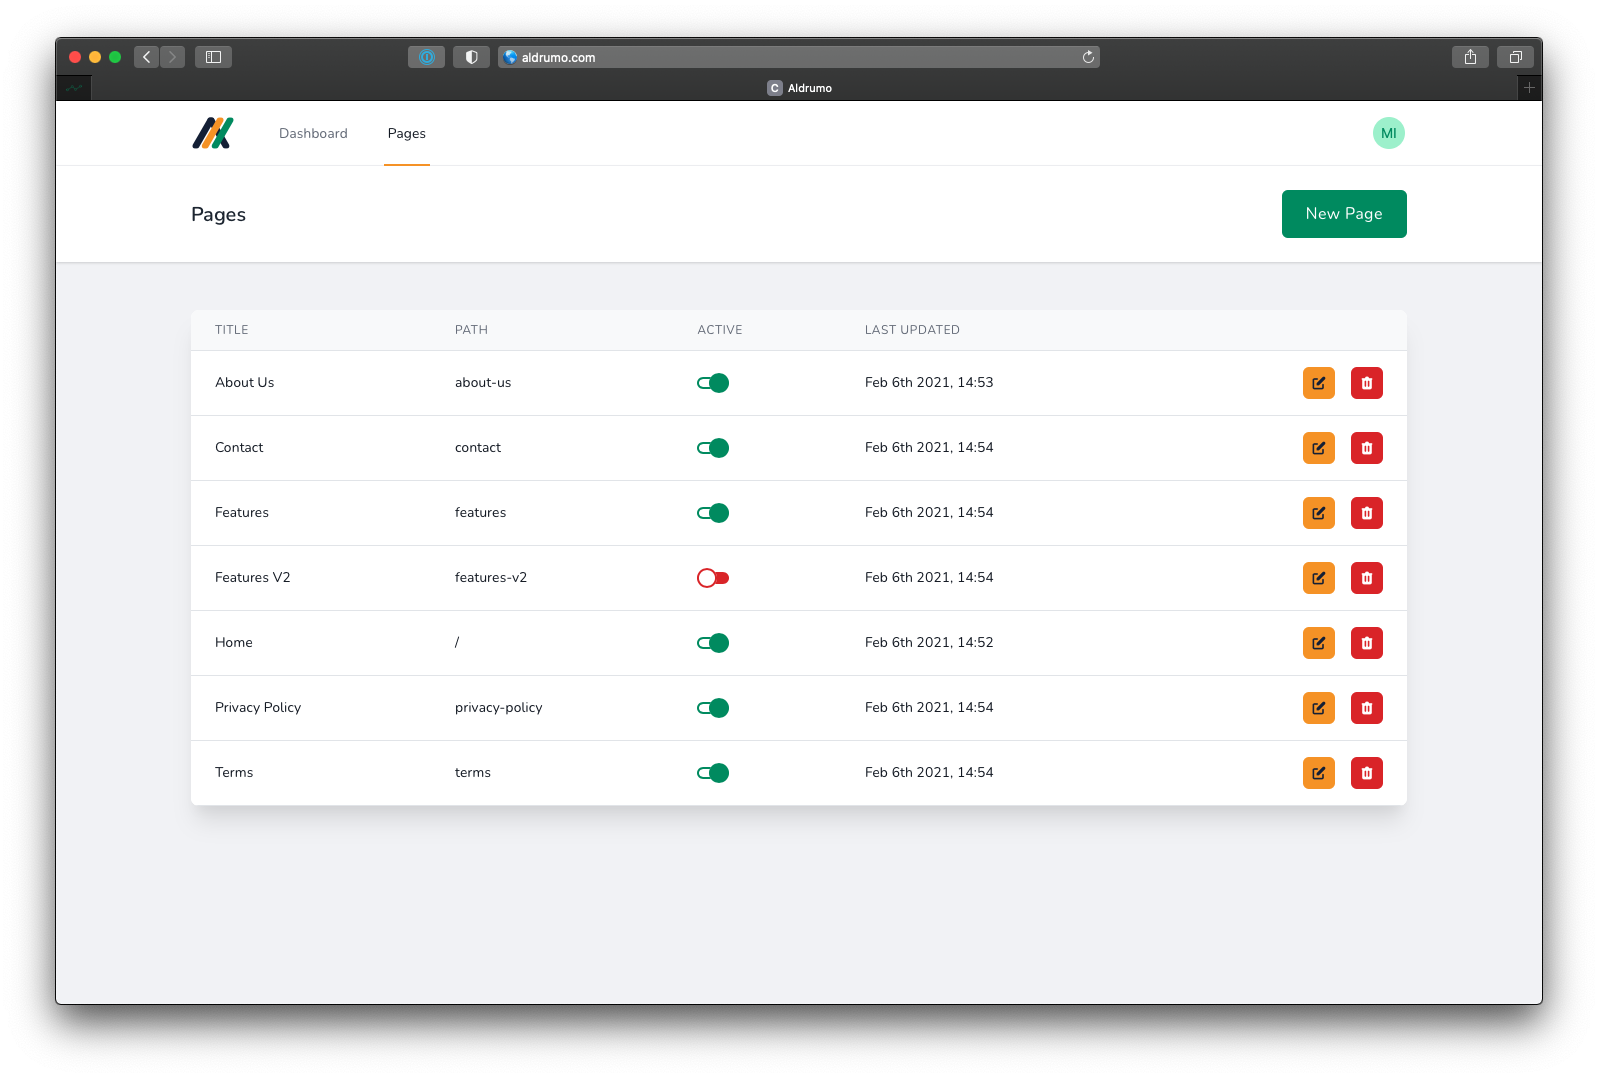 aldrumo.com
C Aldrumo
Dashboard Pages MI
Pages New Page
TITLE PATH ACTIVE LAST UPDATED
About Us about-us Feb 6th 2021, 14:53
Contact contact Feb 6th 2021, 14:54
Features features Feb 6th 2021, 14:54
Features V2 features-v2 Feb 6th 2021, 14:54
Home / Feb 6th 2021, 14:52
Privacy Policy privacy-policy Feb 6th 2021, 14:54
Terms terms Feb 6th 2021, 14:54